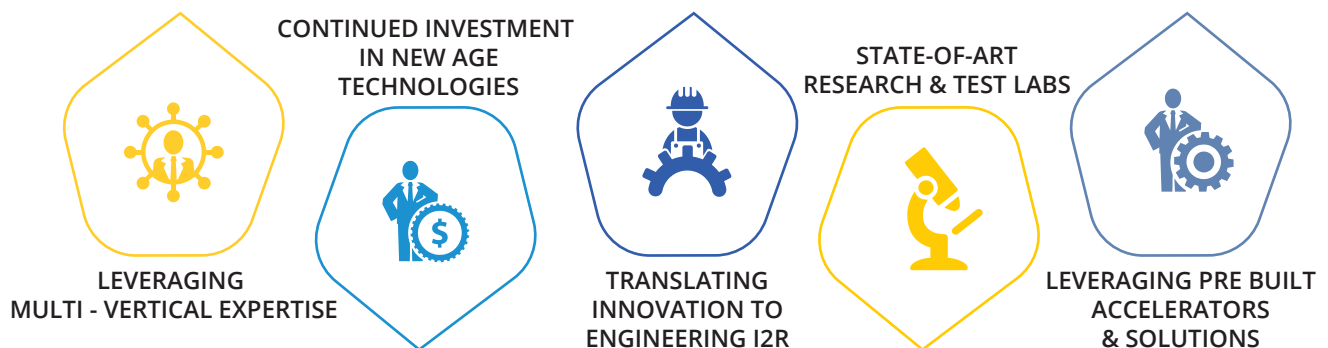 LEVERAGING
MULTI - VERTICAL EXPERTISE
CONTINUED INVESTMENT
IN NEW AGE
TECHNOLOGIES
$
TRANSLATING
INNOVATION TO
ENGINEERING I2R
STATE-OF-ART
RESEARCH & TEST LABS
LEVERAGING PRE BUILT
ACCELERATORS
& SOLUTIONS